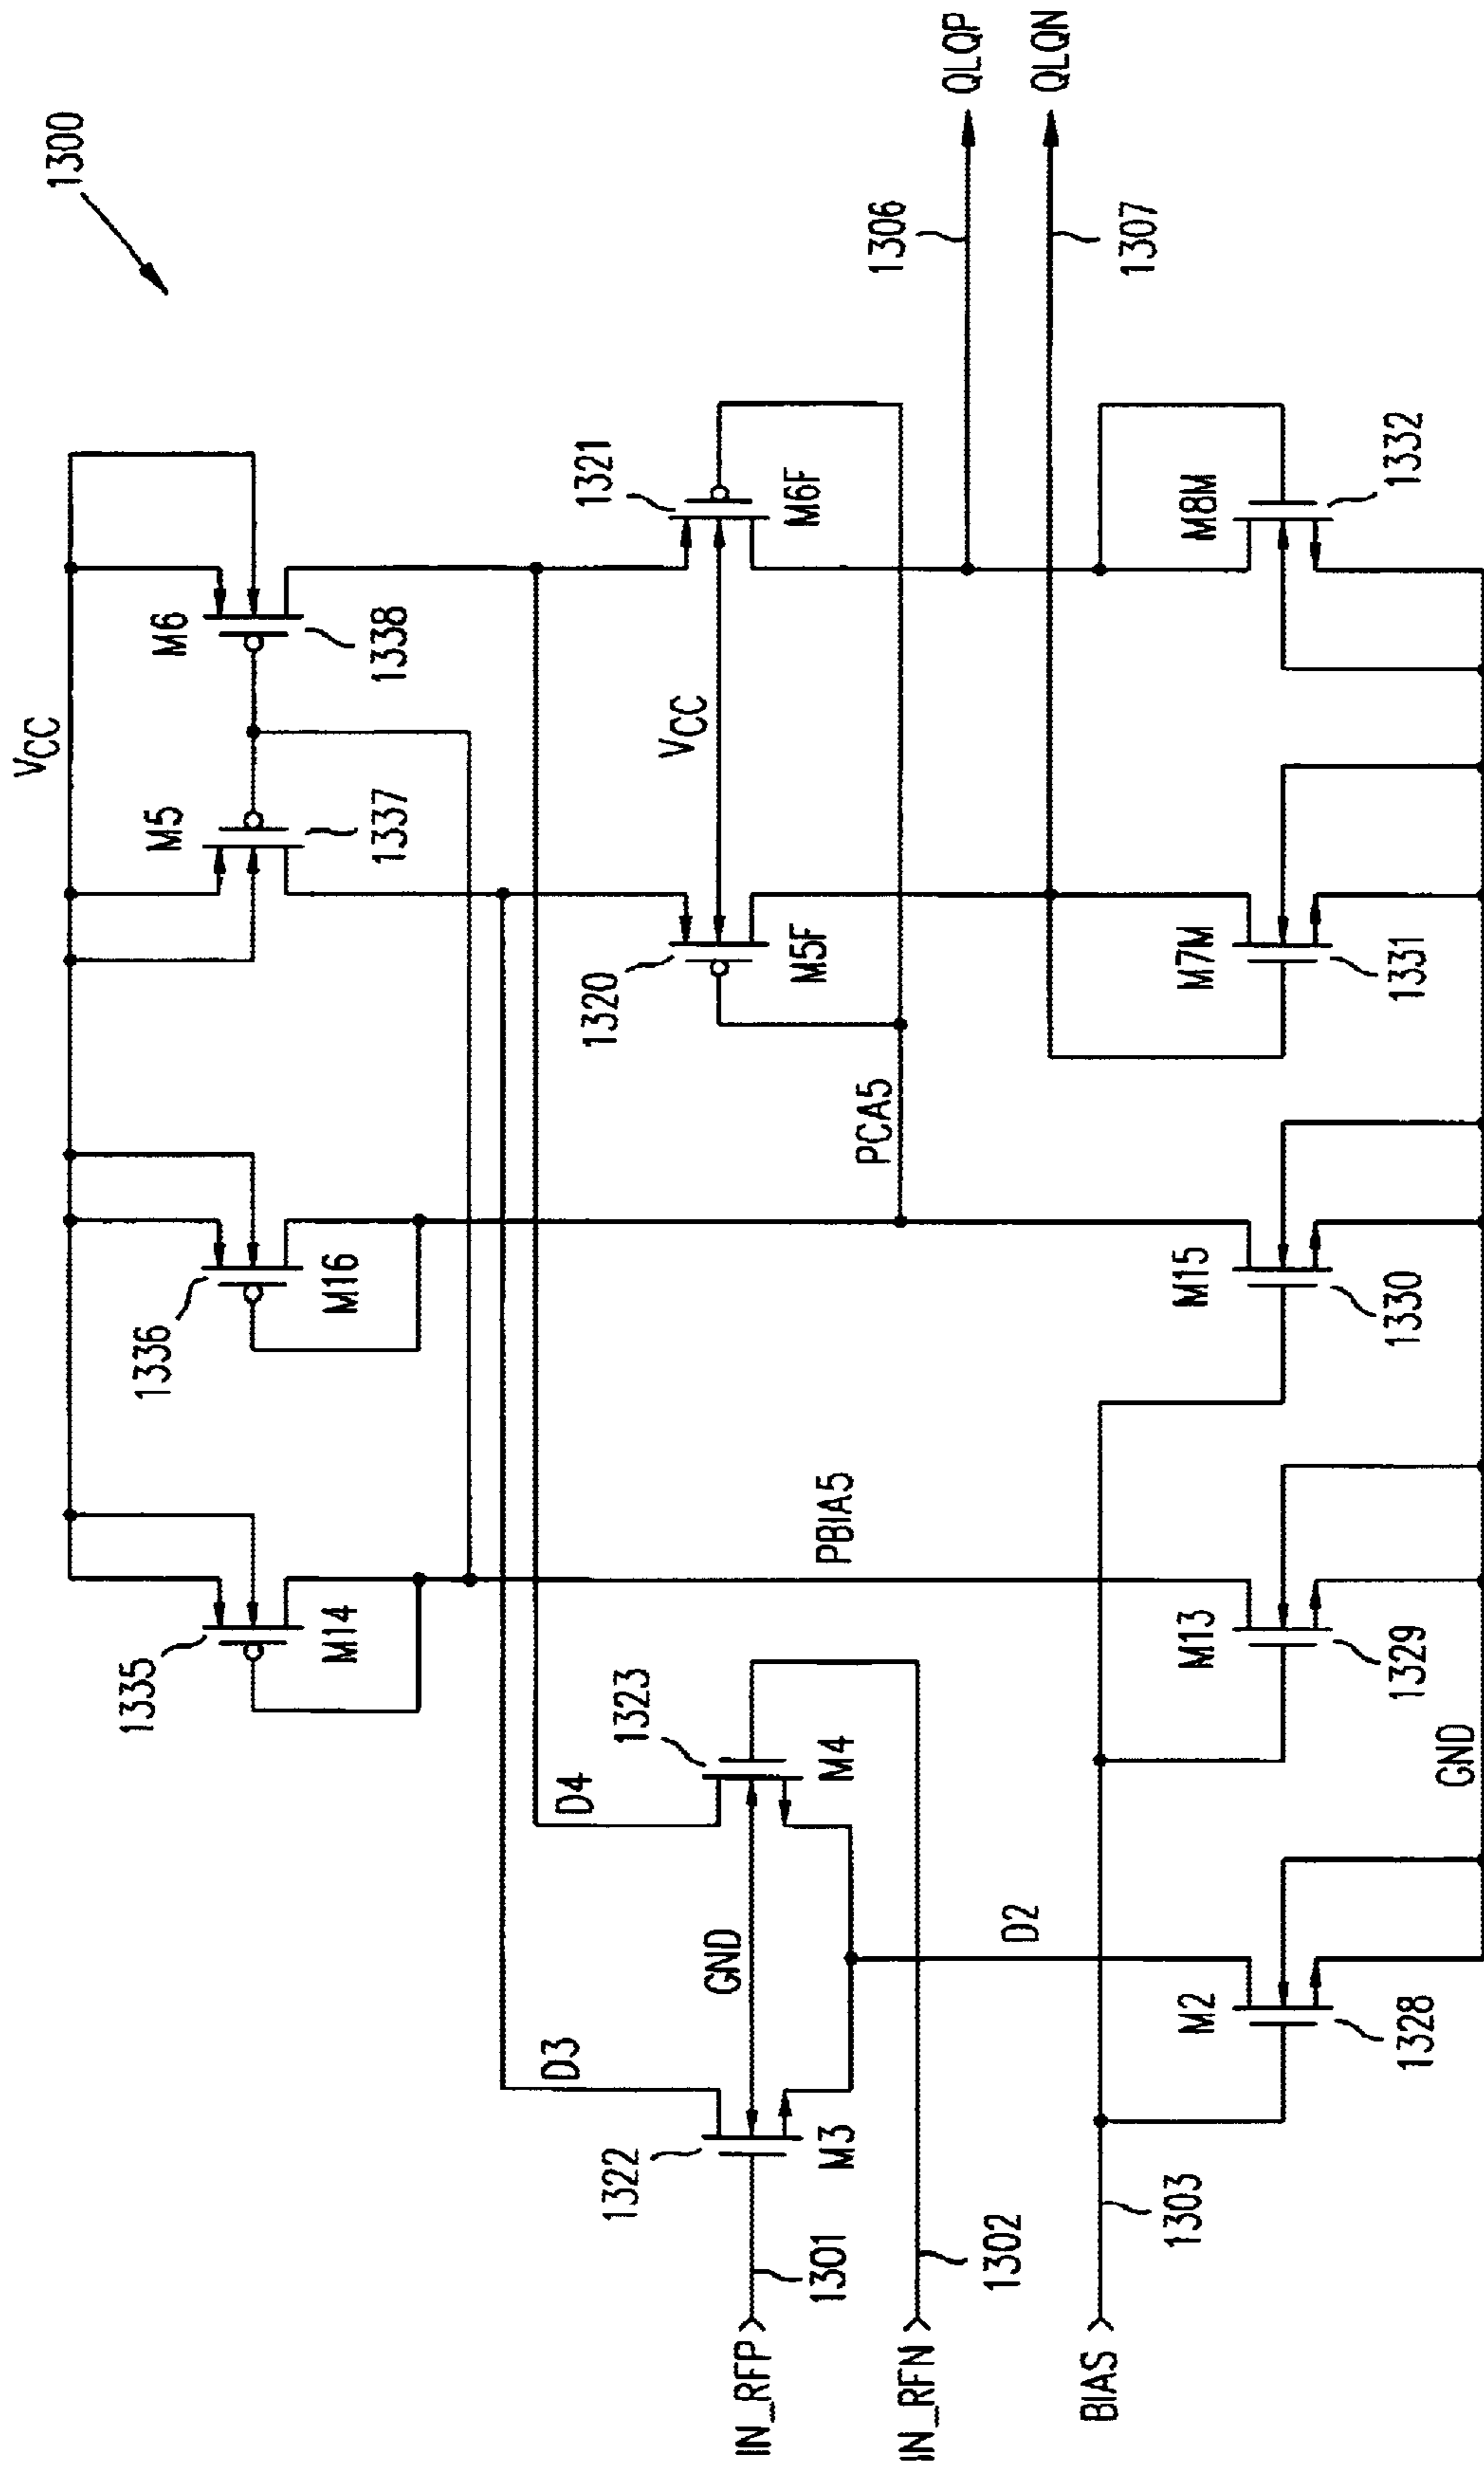 1300
VCC
M5
M6
1337
1338
1336
M16
1335
M14
1320
M5F
VCC
1321
M6F
1306
QLQP
1307
QLQN
PCA5
PBIA5
D3
D4
1322
M3
GND
1323
M4
IN_RFP
1301
IN_RFN
1302
BIAS
1303
D2
M2
1328
M13
1329
M15
1330
M7M
1331
M8M
1332
GND